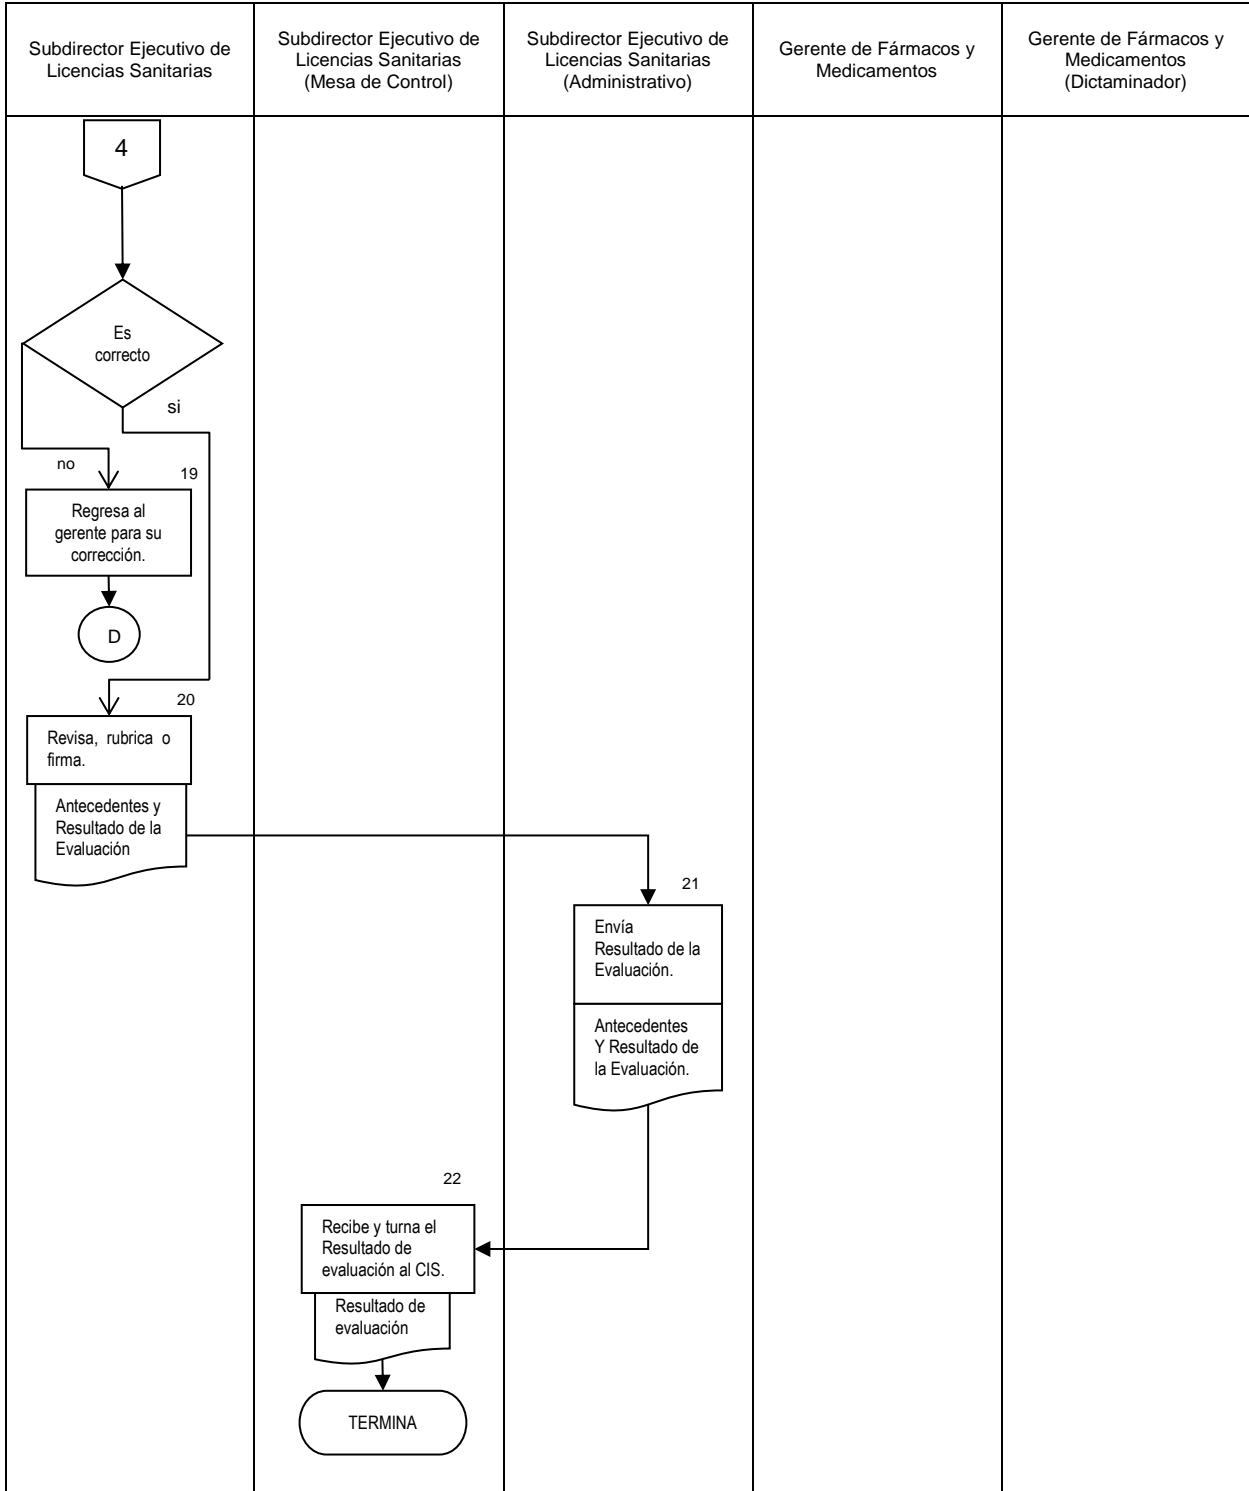 Subdirector Ejecutivo de
Licencias Sanitarias
Subdirector Ejecutivo de
Licencias Sanitarias
(Mesa de Control)
Subdirector Ejecutivo de
Licencias Sanitarias
(Administrativo)
Gerente de Fármacos y
Medicamentos
Gerente de Fármacos y
Medicamentos
(Dictaminador)
4
Es
correcto
si
no
19
Regresa al
gerente para su
corrección.
D
20
Revisa, rubrica o
firma.
Antecedentes y
Resultado de la
Evaluación
21
Envía
Resultado de la
Evaluación.
Antecedentes
Y Resultado de
la Evaluación.
22
Recibe y turna el
Resultado de
evaluación al CIS.
Resultado de
evaluación
TERMINA